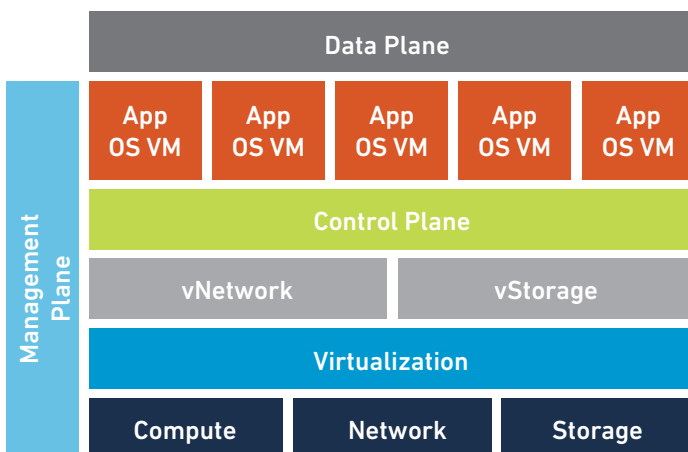 Data Plane
App
OS VM
App
OS VM
App
OS VM
App
OS VM
App
OS VM
Management
Plane
Control Plane
vNetwork
vStorage
Virtualization
Compute
Network
Storage